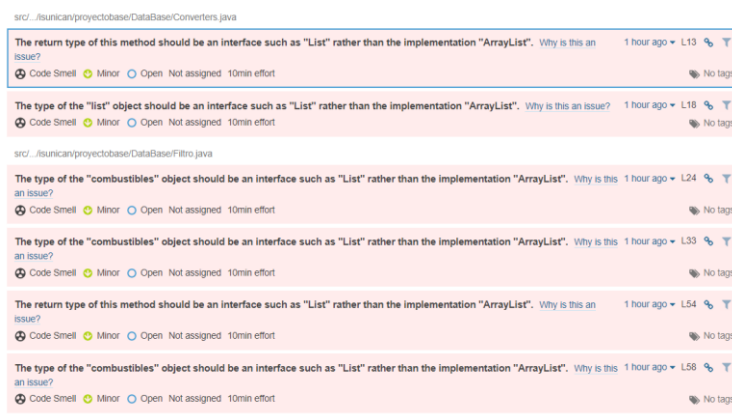 src/.../isunican/proyectobase/DataBase/Converters.java
The return type of this method should be an interface such as "List" rather than the implementation "ArrayList". Why is this an 1 hour ago L13
issue?
Code Smell Minor Open Not assigned 10min effort No tags
The type of the "list" object should be an interface such as "List" rather than the implementation "ArrayList". Why is this an issue? 1 hour ago L18
Code Smell Minor Open Not assigned 10min effort No tags
src/.../isunican/proyectobase/DataBase/Filtro.java
The type of the "combustibles" object should be an interface such as "List" rather than the implementation "ArrayList". Why is this 1 hour ago L24
an issue?
Code Smell Minor Open Not assigned 10min effort No tags
The type of the "combustibles" object should be an interface such as "List" rather than the implementation "ArrayList". Why is this 1 hour ago L33
an issue?
Code Smell Minor Open Not assigned 10min effort No tags
The return type of this method should be an interface such as "List" rather than the implementation "ArrayList". Why is this an 1 hour ago L54
issue?
Code Smell Minor Open Not assigned 10min effort No tags
The type of the "combustibles" object should be an interface such as "List" rather than the implementation "ArrayList". Why is this 1 hour ago L58
an issue?
Code Smell Minor Open Not assigned 10min effort No tags